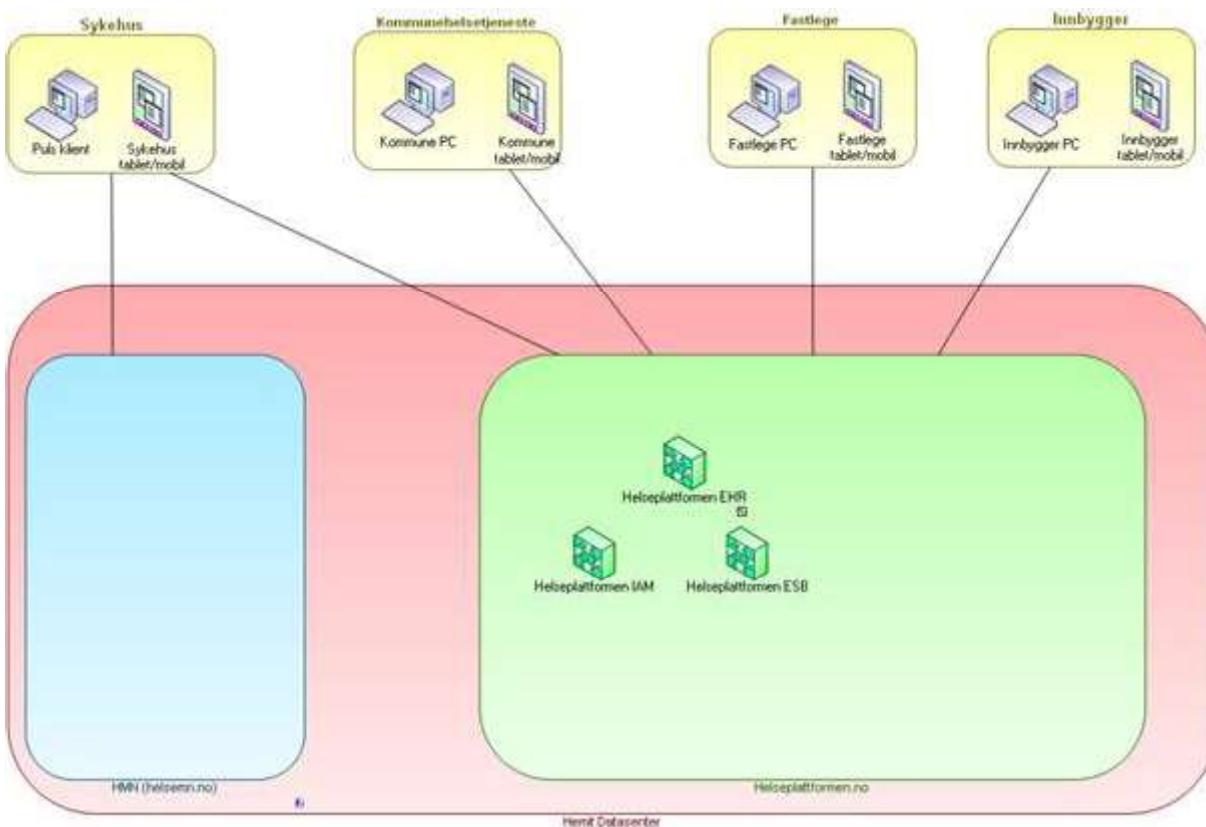 Sykehus
Kommunehelsetjeneste
Fastlege
Innbygger
Puls klient
Sykehus
tablet/mobil
Kommune PC
Kommune
tablet/mobil
Fastlege PC
Fastlege
tablet/mobil
Innbygger PC
Innbygger
tablet/mobil
Helseplattformen EHR
Helseplattformen IAM
Helseplattformen ESB
HMN (helsemn.no)
Helseplattformen.no
Hemit Datasenter